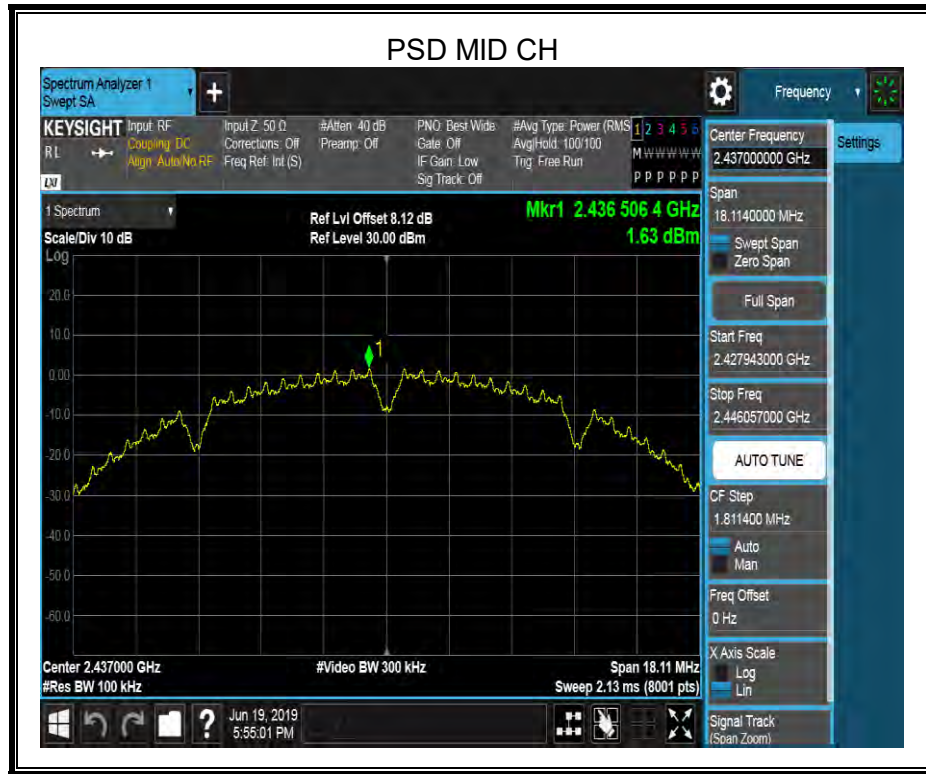 PSD MID CH
Spectrum Analyzer 1
Swept SA
+
Frequency
KEYSIGHT
RL
LXI
Input: RF
Coupling: DC
Align: Auto/No RF
Input Z: 50 Ω
Corrections: Off
Freq Ref: Int (S)
#Atten: 40 dB
Preamp: Off
PNO: Best Wide
Gate: Off
IF Gain: Low
Sig Track: Off
#Avg Type: Power (RMS
Avg|Hold: 100/100
Trig: Free Run
1 2 3 4 5 6
M W W W W W
P P P P P P
Center Frequency
2.437000000 GHz
Settings
1 Spectrum
Scale/Div 10 dB
Log
Ref Lvl Offset 8.12 dB
Ref Level 30.00 dBm
Mkr1 2.436 506 4 GHz
1.63 dBm
20.0
10.0
0.00
-10.0
-20.0
-30.0
-40.0
-50.0
-60.0
1
Span
18.1140000 MHz
Swept Span
Zero Span
Full Span
Start Freq
2.427943000 GHz
Stop Freq
2.446057000 GHz
AUTO TUNE
CF Step
1.811400 MHz
Auto
Man
Freq Offset
0 Hz
X Axis Scale
Log
Lin
Signal Track
(Span Zoom)
Center 2.437000 GHz
#Res BW 100 kHz
#Video BW 300 kHz
Span 18.11 MHz
Sweep 2.13 ms (8001 pts)
?
Jun 19, 2019
5:55:01 PM